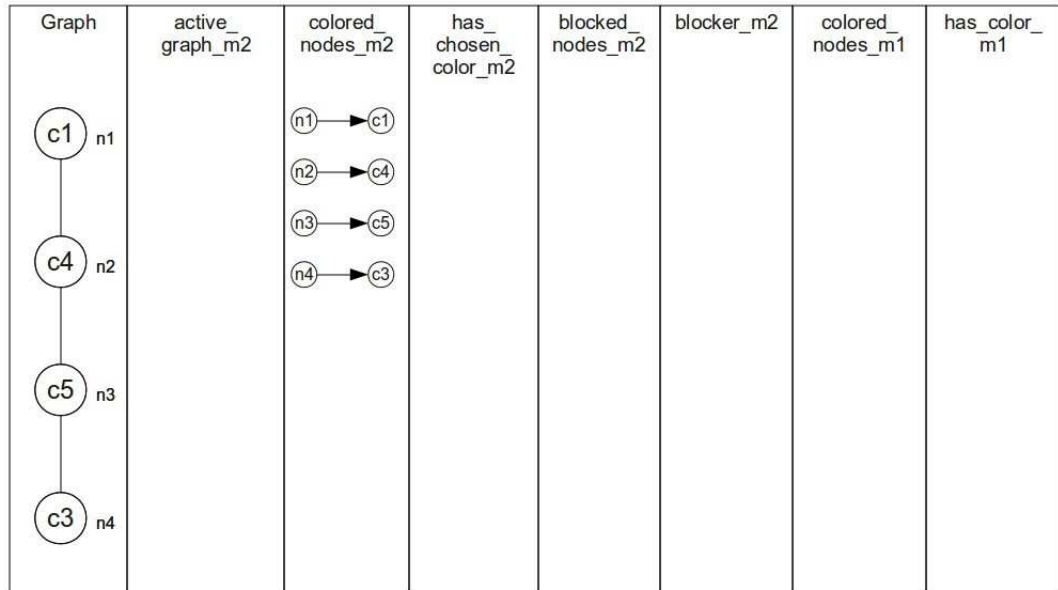 Graph
active_
graph_m2
colored_
nodes_m2
has_
chosen_
color_m2
blocked_
nodes_m2
blocker_m2
colored_
nodes_m1
has_color_
m1
c1 n1
c4 n2
c5 n3
c3 n4
n1 c1
n2 c4
n3 c5
n4 c3